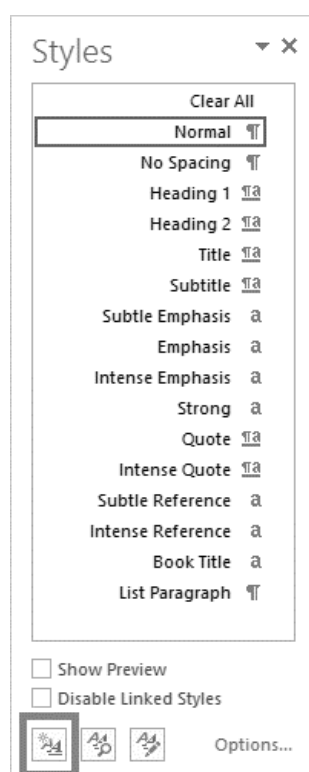 Styles
Clear All
Normal ¶
No Spacing ¶
Heading 1 ¶a
Heading 2 ¶a
Title ¶a
Subtitle ¶a
Subtle Emphasis a
Emphasis a
Intense Emphasis a
Strong a
Quote ¶a
Intense Quote ¶a
Subtle Reference a
Intense Reference a
Book Title a
List Paragraph ¶
Show Preview
Disable Linked Styles
Options...